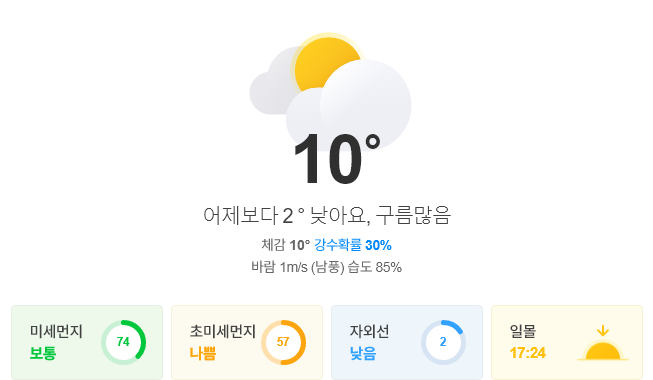 10°
어제보다 2° 낮아요, 구름많음
체감 10° 강수확률 30%
바람 1m/s (남풍) 습도 85%
미세먼지
보통
74
초미세먼지
나쁨
57
자외선
낮음
2
일몰
17:24